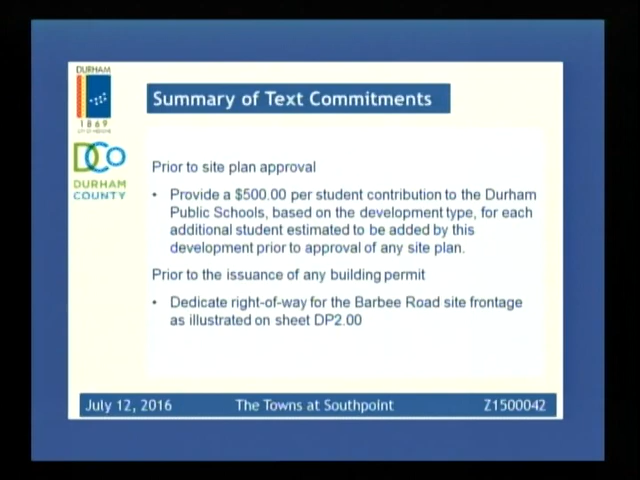 DURHAM
1869
CITY OF MEDICINE
DCO
DURHAM
COUNTY
Summary of Text Commitments
Prior to site plan approval
• Provide a $500.00 per student contribution to the Durham
Public Schools, based on the development type, for each
additional student estimated to be added by this
development prior to approval of any site plan.
Prior to the issuance of any building permit
• Dedicate right-of-way for the Barbee Road site frontage
as illustrated on sheet DP2.00
July 12, 2016 The Towns at Southpoint Z1500042